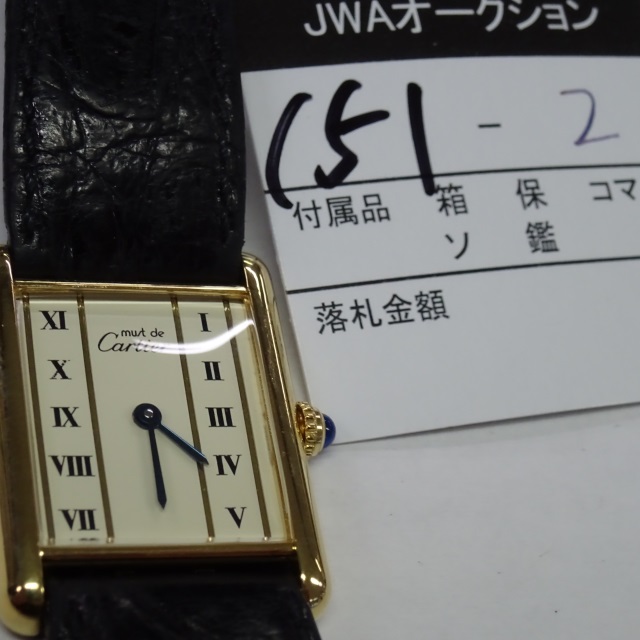 JWAオークション
151 - 2
付属品 箱 保 コマ
ソ 鑑
落札金額
must de
Cartier
XI I
X II
IX III
VIII IV
VII V